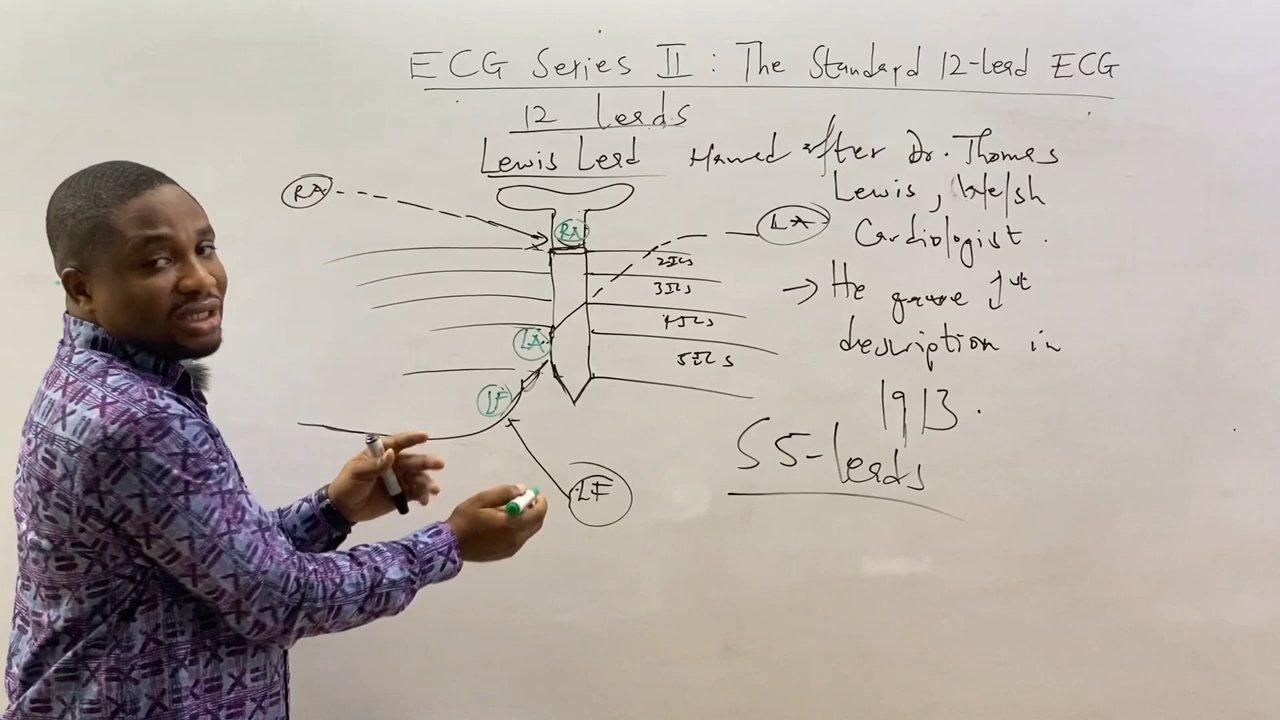 ECG Series II : The Standard 12-lead ECG
12 leads
Lewis Lead Named after Dr. Thomas
Lewis, Welsh
Cardiologist.
→ He gave 1st
description in
1913.
S5-leads
RA
RA
LA
2ICS
3ICS
4ICS
5ICS
LA
LF
LF